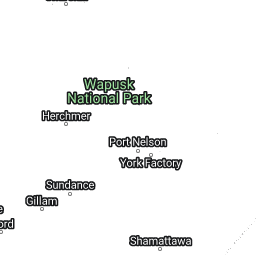 Wapusk
National Park
Herchmer
Port Nelson
York Factory
Sundance
Gillam
Shamattawa